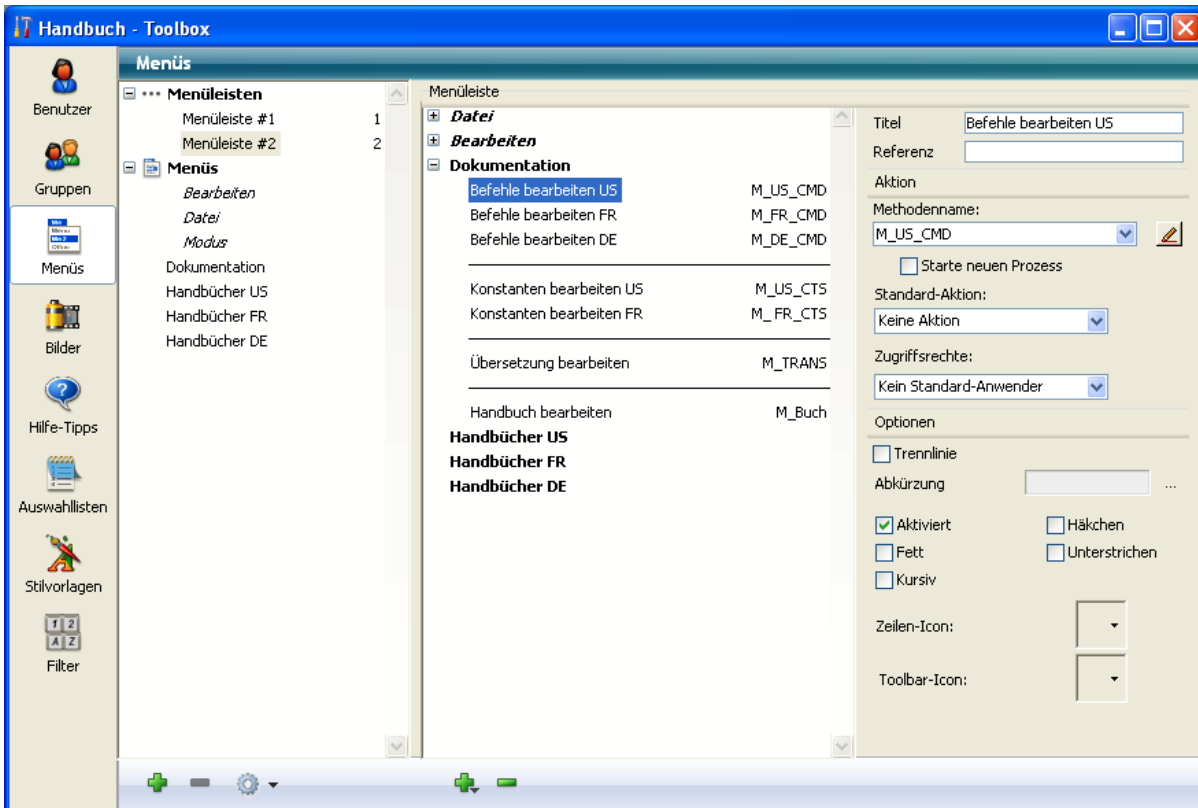 Handbuch - Toolbox
Menüs
Benutzer
Gruppen
Menüs
Bilder
Hilfe-Tipps
Auswahllisten
Stilvorlagen
Filter
Menüleisten
Menüleiste #1 1
Menüleiste #2 2
Menüs
Bearbeiten
Datei
Modus
Dokumentation
Handbücher US
Handbücher FR
Handbücher DE
Menüleiste
Datei
Bearbeiten
Dokumentation
Befehle bearbeiten US M_US_CMD
Befehle bearbeiten FR M_FR_CMD
Befehle bearbeiten DE M_DE_CMD
Konstanten bearbeiten US M_US_CTS
Konstanten bearbeiten FR M_ FR_CTS
Übersetzung bearbeiten M_TRANS
Handbuch bearbeiten M_Buch
Handbücher US
Handbücher FR
Handbücher DE
Titel Befehle bearbeiten US
Referenz
Aktion
Methodenname:
M_US_CMD
Starte neuen Prozess
Standard-Aktion:
Keine Aktion
Zugriffsrechte:
Kein Standard-Anwender
Optionen
Trennlinie
Abkürzung ...
Aktiviert Häkchen
Fett Unterstrichen
Kursiv
Zeilen-Icon:
Toolbar-Icon: